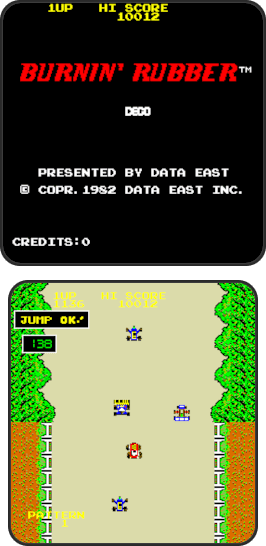 1UP HI SCORE
10012
BURNIN' RUBBER™
DECO
PRESENTED BY DATA EAST
© COPR. 1982 DATA EAST INC.
CREDITS:0
1UP HI SCORE
1136 10012
JUMP OK!
138
PATTERN
1